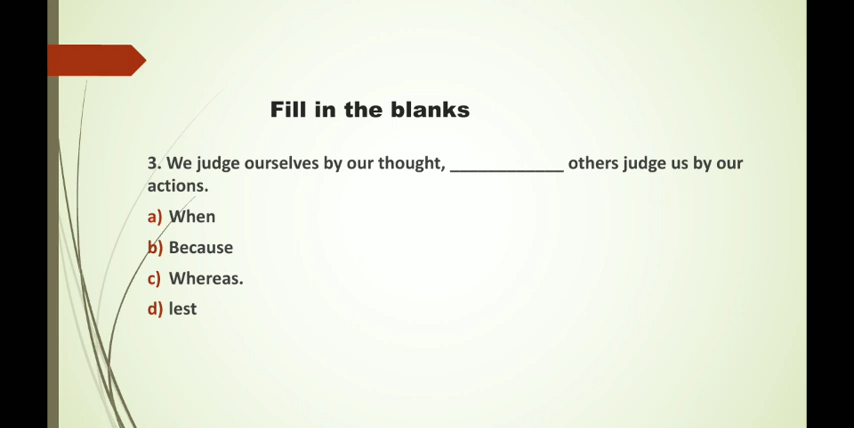 Fill in the blanks
3. We judge ourselves by our thought, ____________ others judge us by our
actions.
a) When
b) Because
c) Whereas.
d) lest